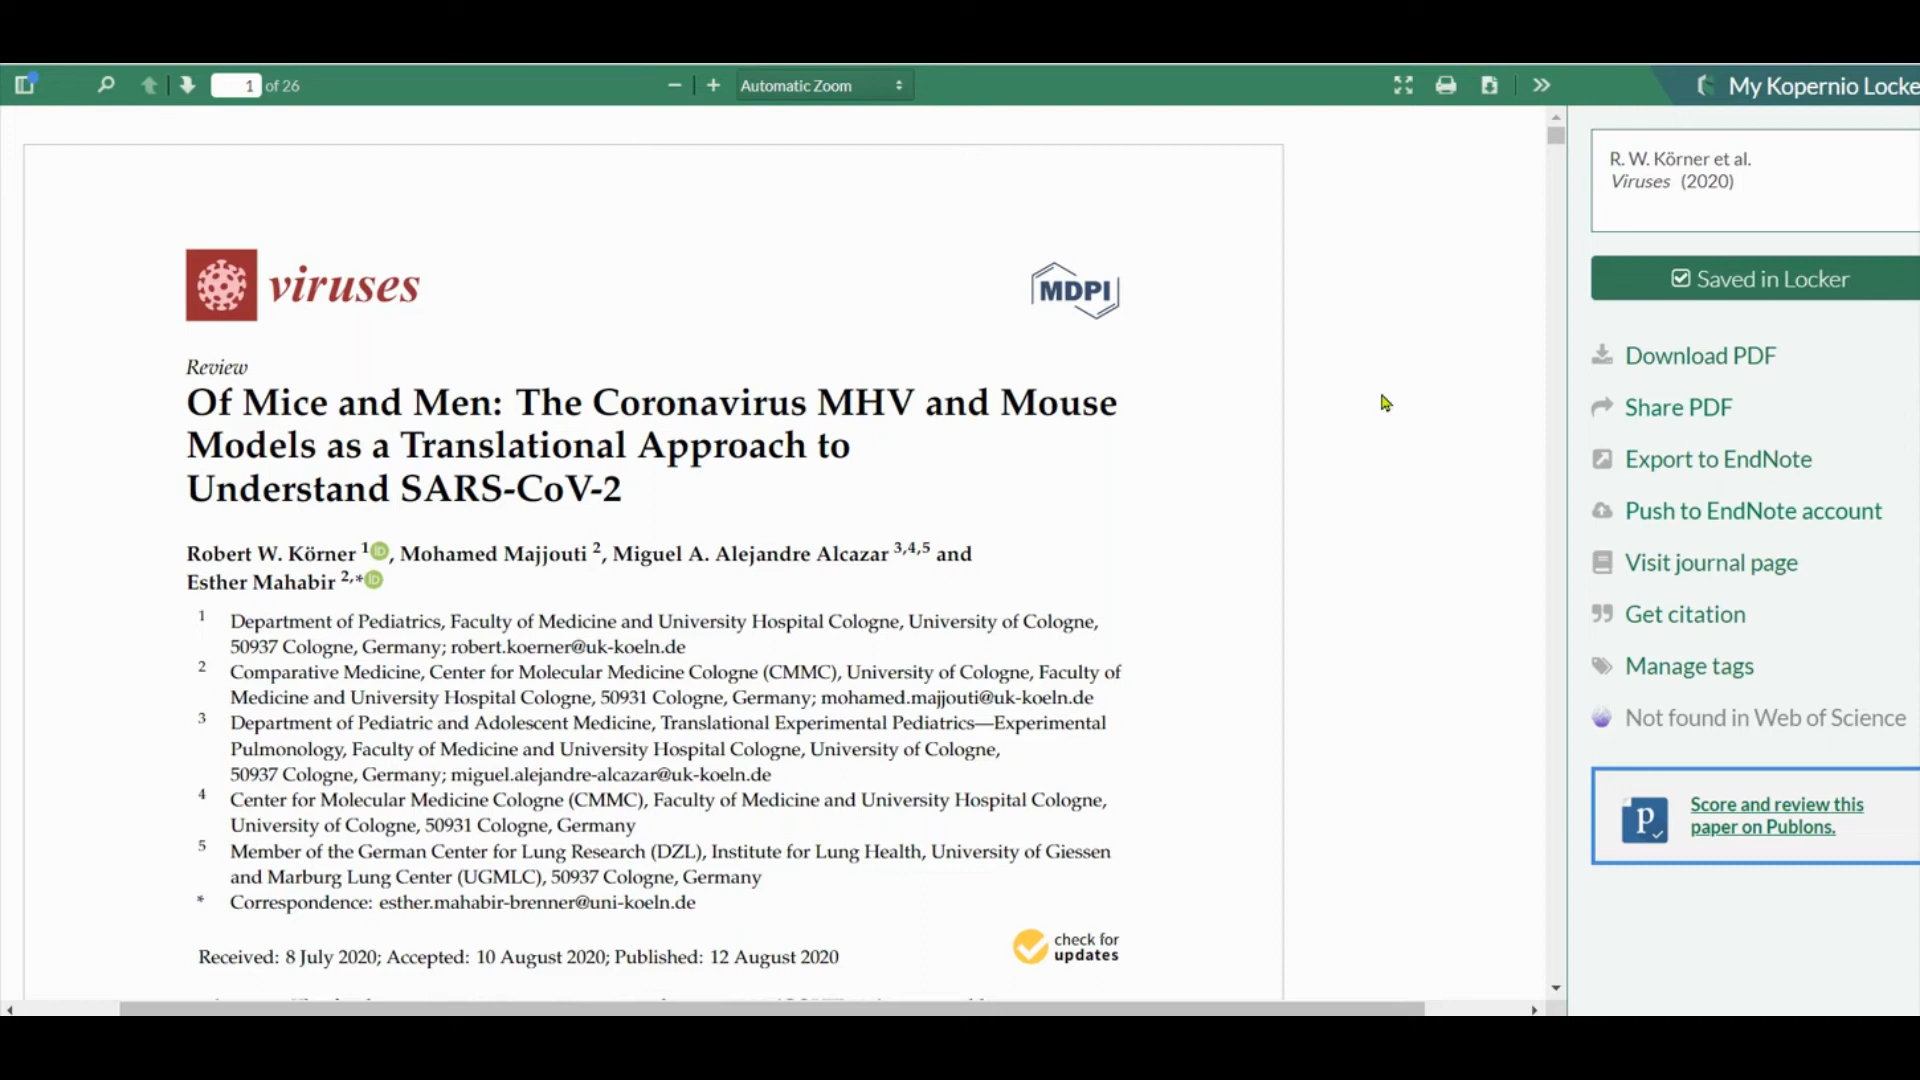 1 of 26
Automatic Zoom
My Kopernio Locke
viruses
MDPI
Review
Of Mice and Men: The Coronavirus MHV and Mouse
Models as a Translational Approach to
Understand SARS-CoV-2
Robert W. Körner 1 iD, Mohamed Majjouti 2, Miguel A. Alejandre Alcazar 3,4,5 and
Esther Mahabir 2,* iD
1 Department of Pediatrics, Faculty of Medicine and University Hospital Cologne, University of Cologne,
50937 Cologne, Germany; robert.koerner@uk-koeln.de
2 Comparative Medicine, Center for Molecular Medicine Cologne (CMMC), University of Cologne, Faculty of
Medicine and University Hospital Cologne, 50931 Cologne, Germany; mohamed.majjouti@uk-koeln.de
3 Department of Pediatric and Adolescent Medicine, Translational Experimental Pediatrics—Experimental
Pulmonology, Faculty of Medicine and University Hospital Cologne, University of Cologne,
50937 Cologne, Germany; miguel.alejandre-alcazar@uk-koeln.de
4 Center for Molecular Medicine Cologne (CMMC), Faculty of Medicine and University Hospital Cologne,
University of Cologne, 50931 Cologne, Germany
5 Member of the German Center for Lung Research (DZL), Institute for Lung Health, University of Giessen
and Marburg Lung Center (UGMLC), 50937 Cologne, Germany
* Correspondence: esther.mahabir-brenner@uni-koeln.de
Received: 8 July 2020; Accepted: 10 August 2020; Published: 12 August 2020
check for
updates
R. W. Körner et al.
Viruses (2020)
Saved in Locker
Download PDF
Share PDF
Export to EndNote
Push to EndNote account
Visit journal page
Get citation
Manage tags
Not found in Web of Science
P
Score and review this
paper on Publons.